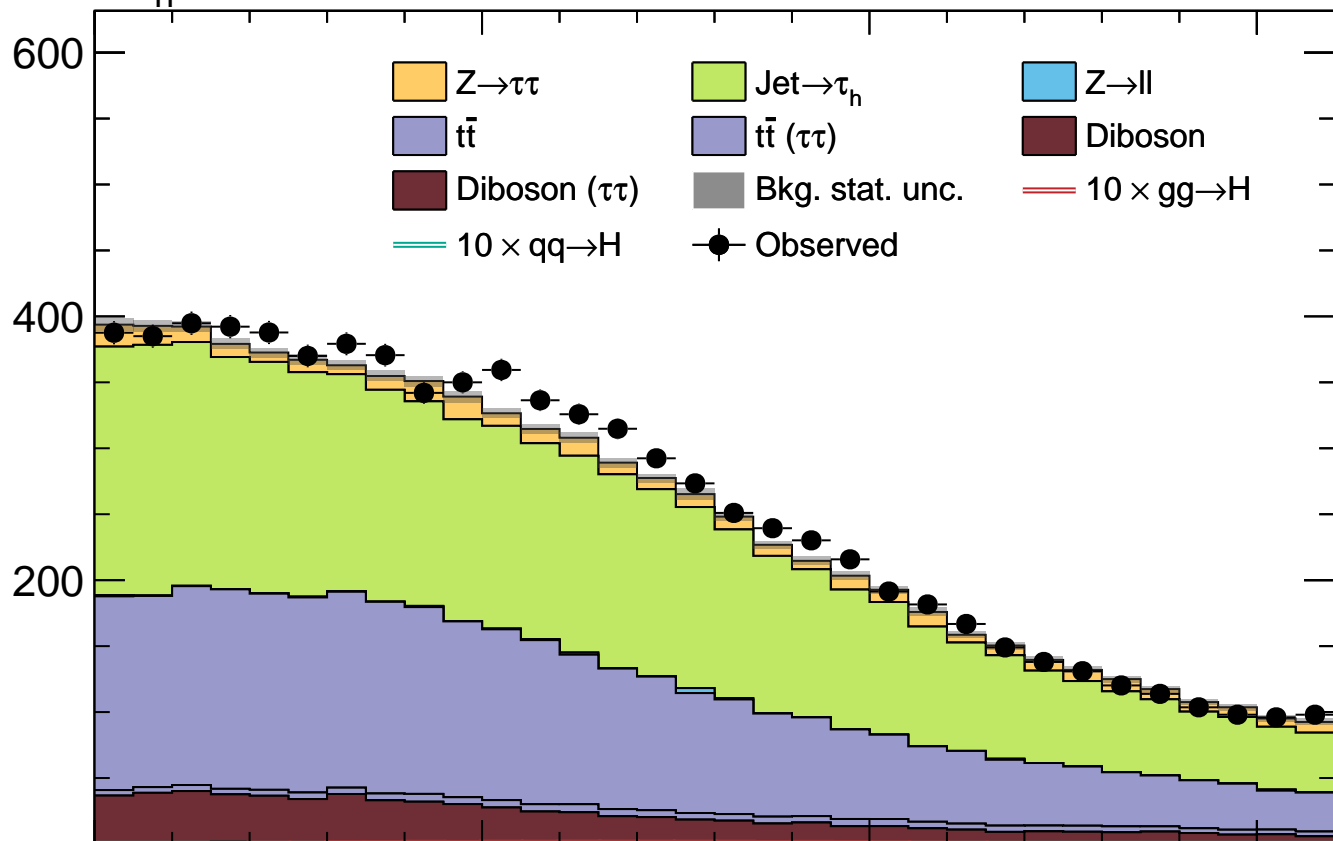 600
Z→ττ Jet→τh Z→ll
tt̄ tt̄ (ττ) Diboson
Diboson (ττ) Bkg. stat. unc. 10 × gg→H
10 × qq→H Observed
400
200